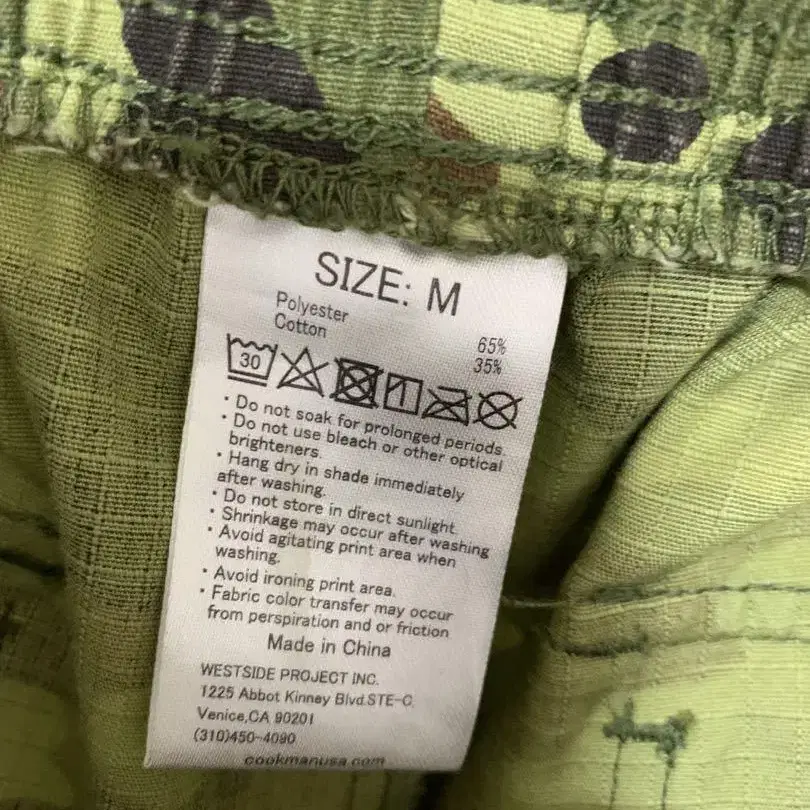 SIZE: M
Polyester 65%
Cotton 35%
30
• Do not soak for prolonged periods.
• Do not use bleach or other optical
brighteners.
• Hang dry in shade immediately
after washing.
• Do not store in direct sunlight.
• Shrinkage may occur after washing
• Avoid agitating print area when
washing.
• Avoid ironing print area.
• Fabric color transfer may occur
from perspiration and or friction
Made in China
WESTSIDE PROJECT INC.
1225 Abbot Kinney Blvd.STE-C.
Venice,CA 90201
(310)450-4090
cookmanusa.com